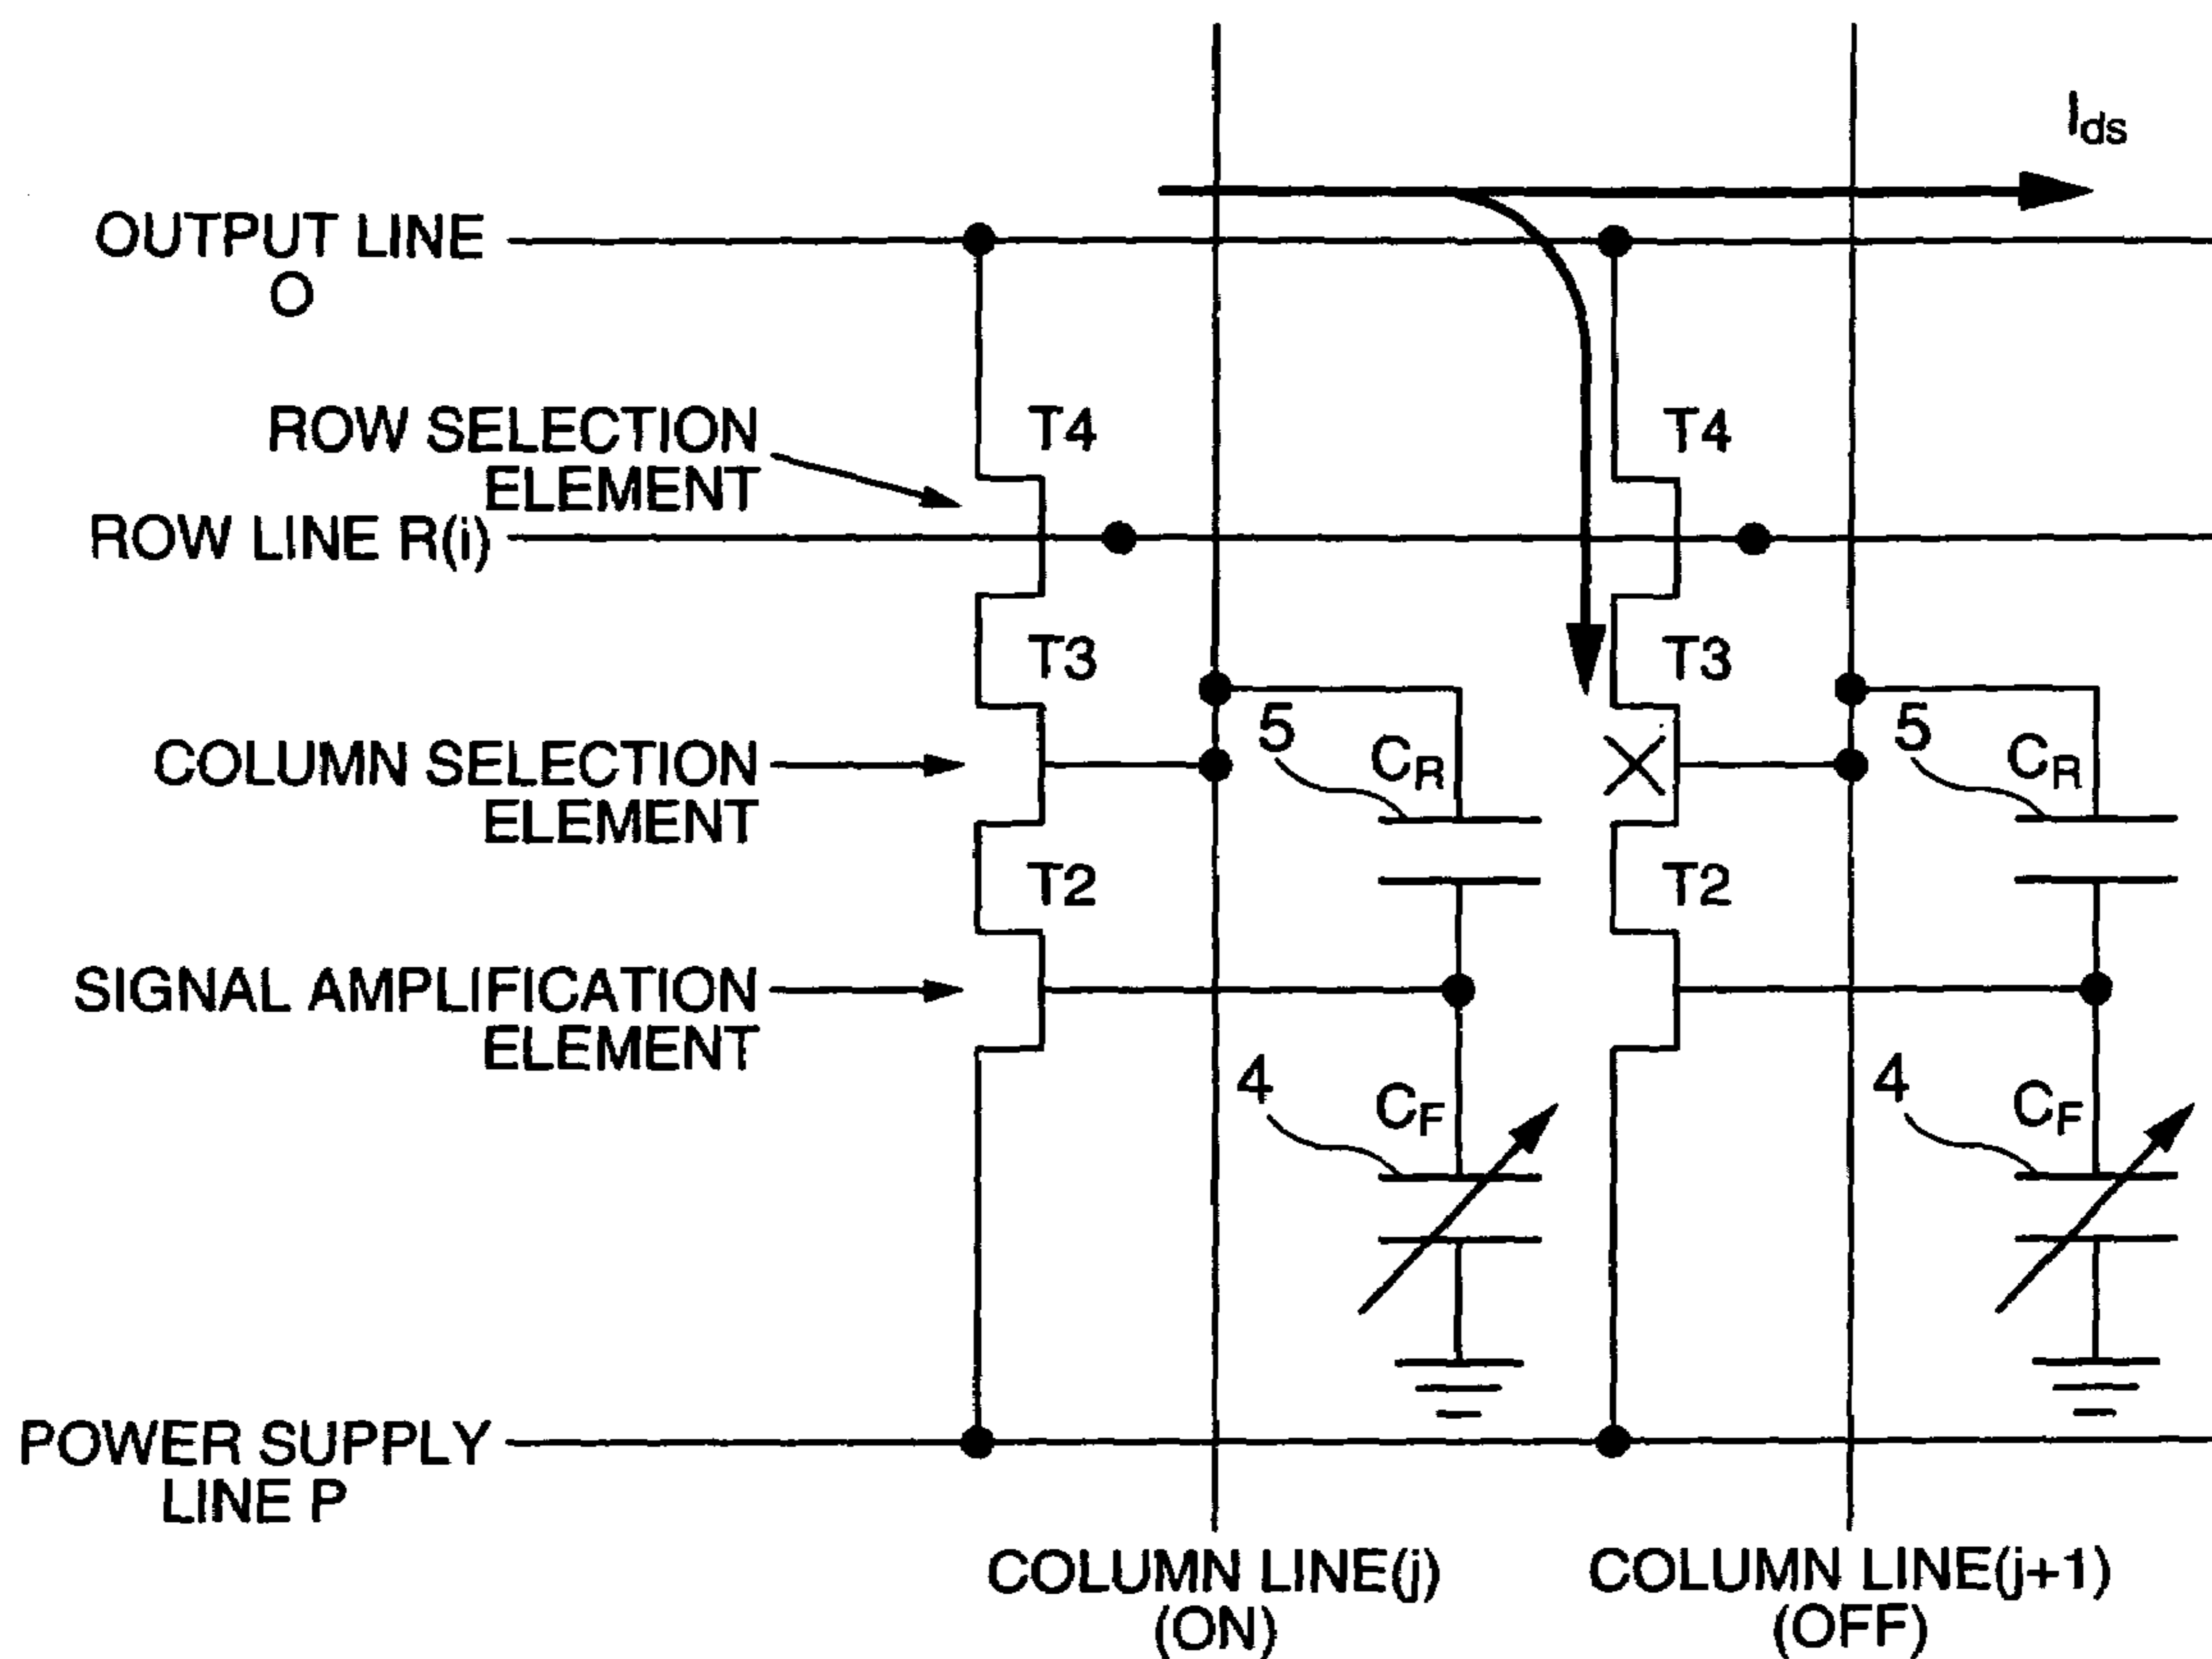 Ids
OUTPUT LINE
O
ROW SELECTION
ELEMENT
T4
T4
ROW LINE R(i)
T3
T3
5
CR
5
CR
COLUMN SELECTION
ELEMENT
T2
T2
SIGNAL AMPLIFICATION
ELEMENT
4
CF
4
CF
POWER SUPPLY
LINE P
COLUMN LINE(j)
(ON)
COLUMN LINE(j+1)
(OFF)